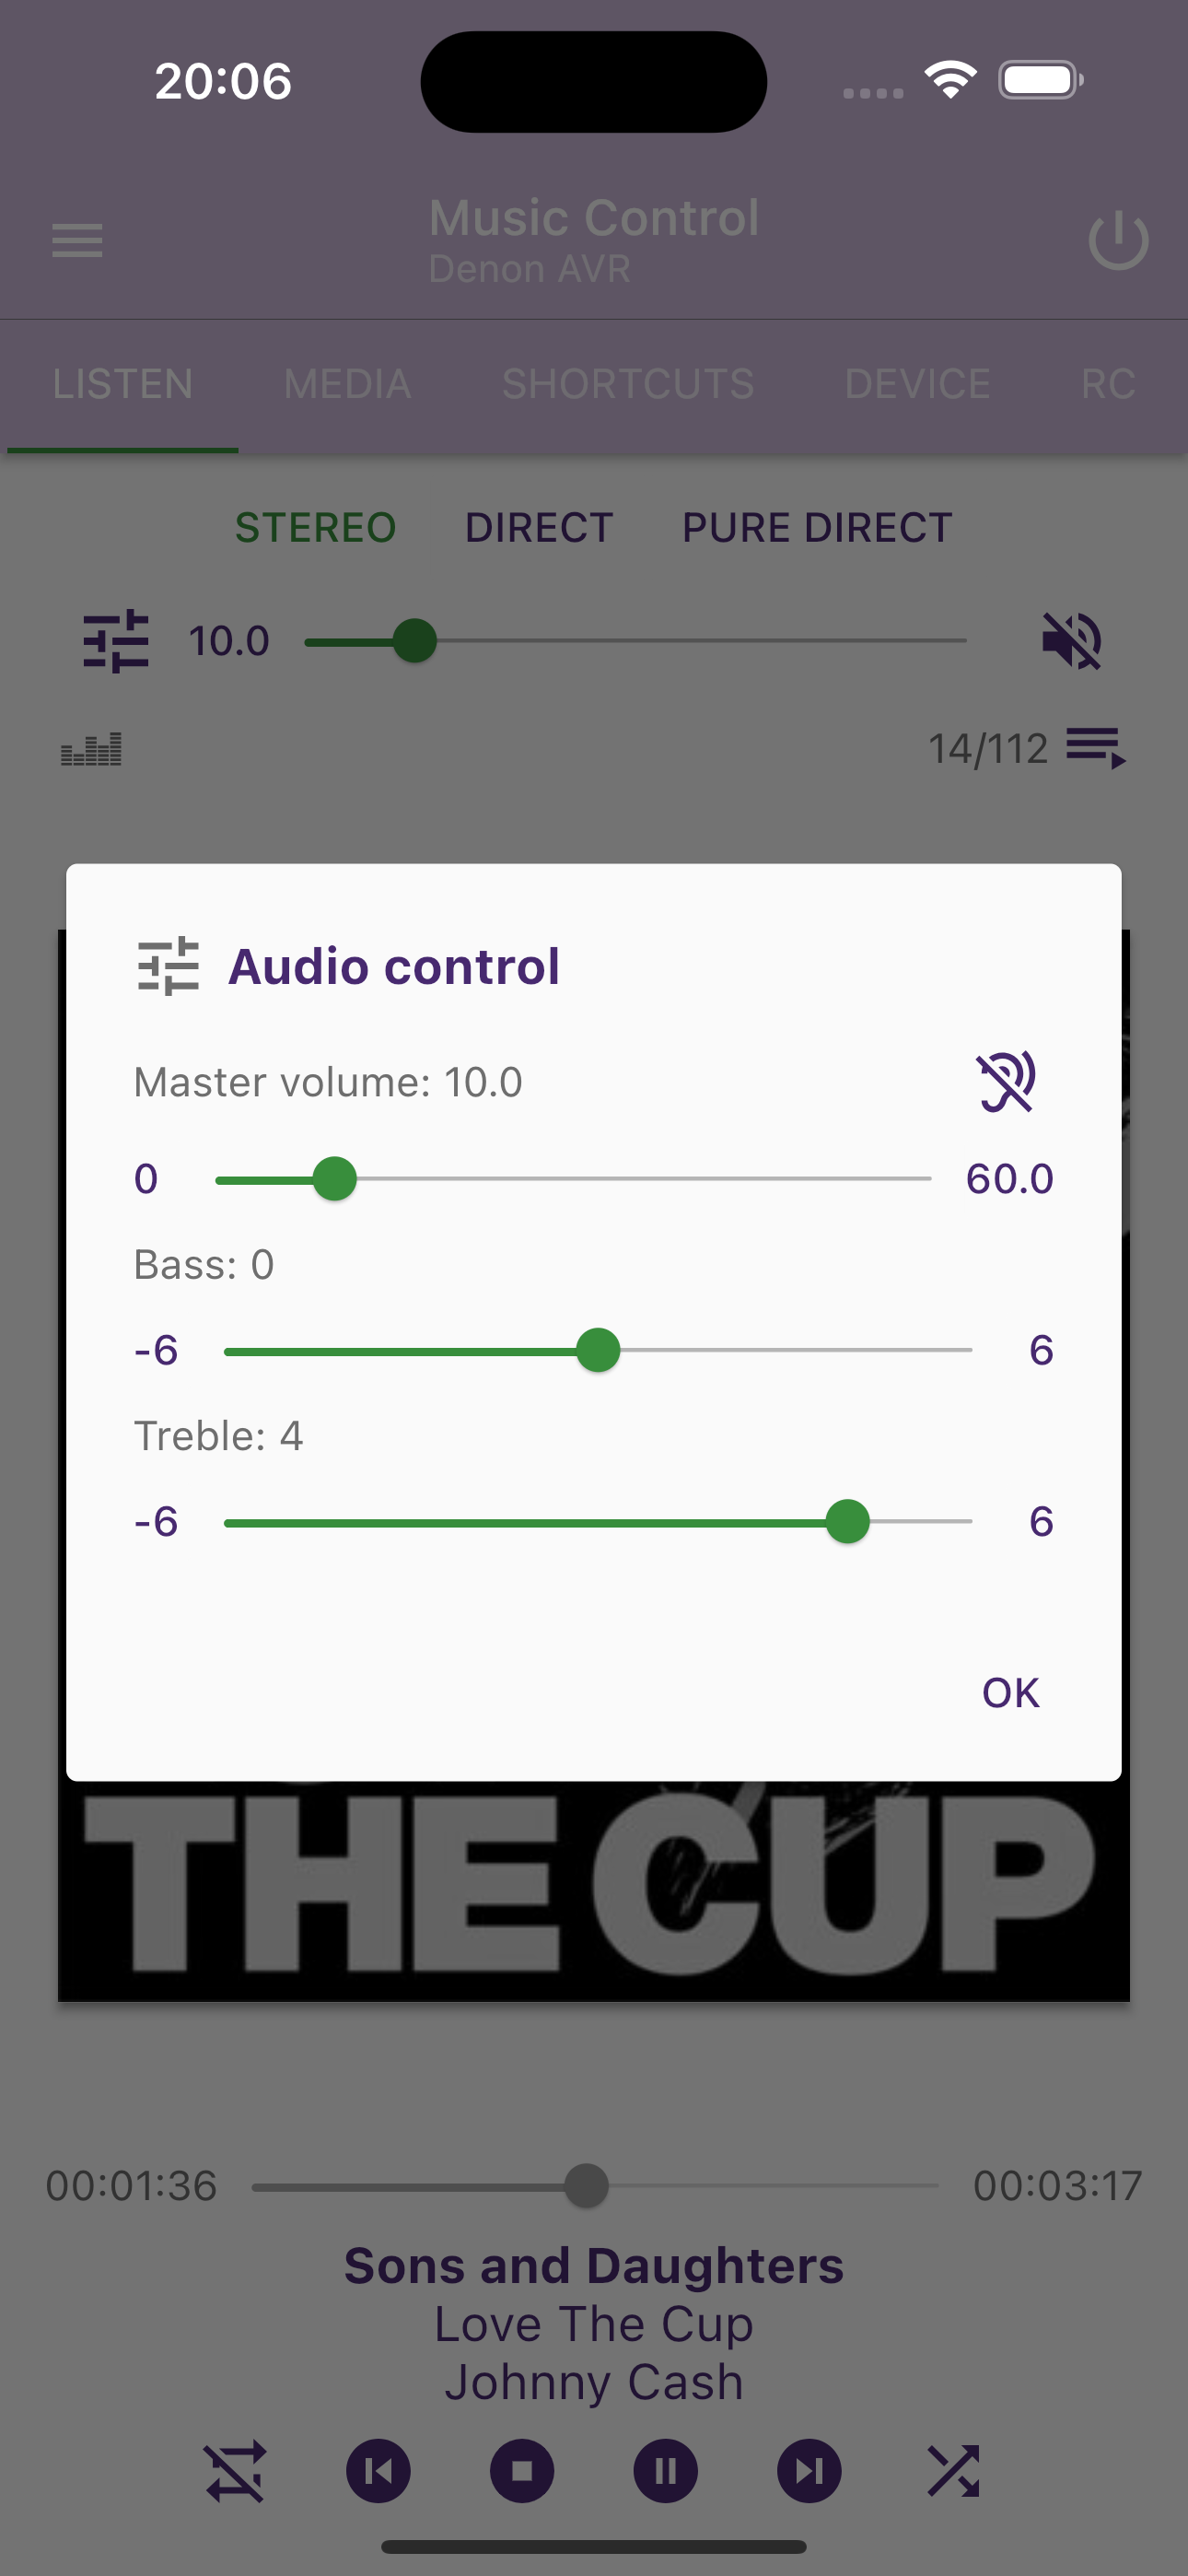 20:06
Music Control
Denon AVR
LISTEN MEDIA SHORTCUTS DEVICE RC
STEREO DIRECT PURE DIRECT
10.0
14/112
Audio control
Master volume: 10.0
0 60.0
Bass: 0
-6 6
Treble: 4
-6 6
OK
THE CUP
00:01:36 00:03:17
Sons and Daughters
Love The Cup
Johnny Cash